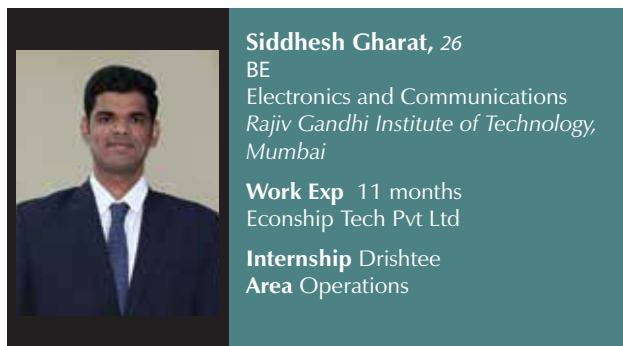 Siddhesh Gharat, 26
BE
Electronics and Communications
Rajiv Gandhi Institute of Technology,
Mumbai
Work Exp 11 months
Econship Tech Pvt Ltd
Internship Drishtee
Area Operations